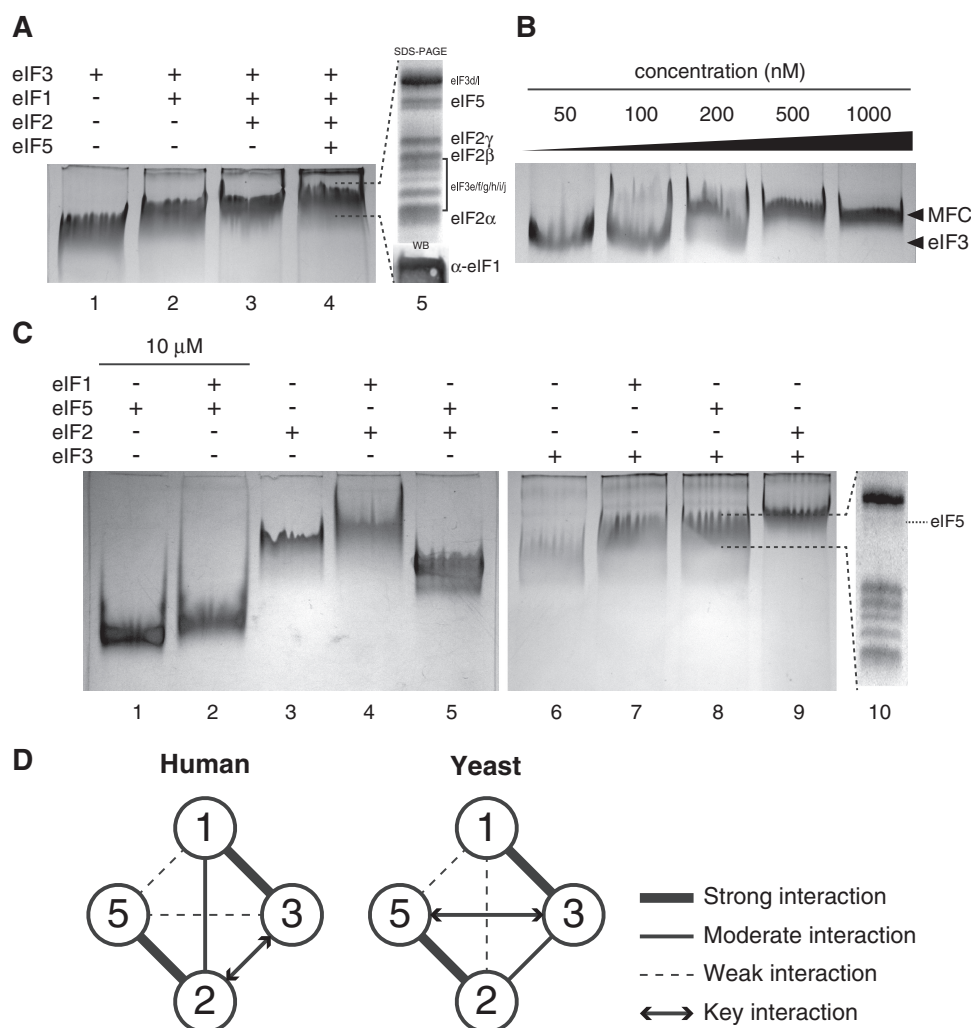 A
SDS-PAGE
eIF3 + + + +
eIF1 - + + +
eIF2 - - + +
eIF5 - - - +
eIF3d/l
eIF5
eIF2γ
eIF2β
eIF3e/f/g/h/i/j
eIF2α
WB
α-eIF1
1 2 3 4 5
B
concentration (nM)
50 100 200 500 1000
MFC
eIF3
C
10 μM
eIF1 - + - + - - + - -
eIF5 + + - - + - - + -
eIF2 - - + + + - - - +
eIF3 - - - - - + + + +
eIF5
1 2 3 4 5 6 7 8 9 10
D
Human Yeast
1 1
5 3 5 3
2 2
Strong interaction
Moderate interaction
Weak interaction
Key interaction